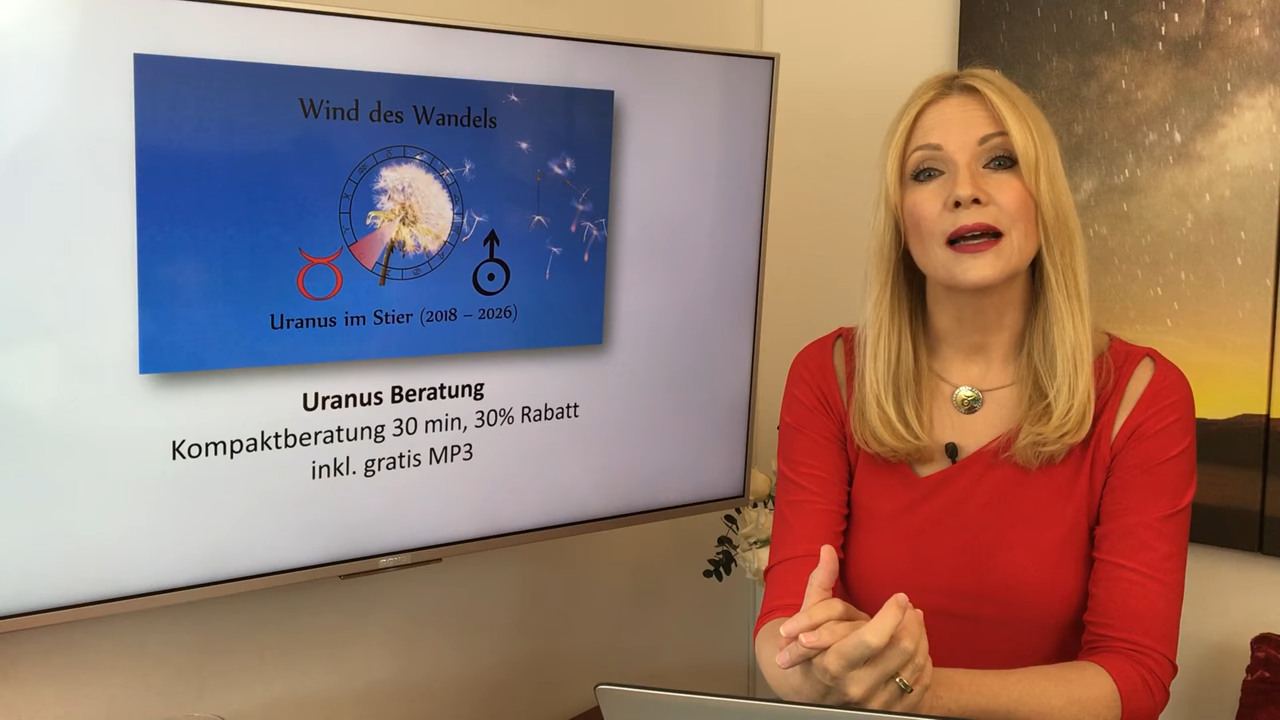 Wind des Wandels
Uranus im Stier (2018 – 2026)
Uranus Beratung
Kompaktberatung 30 min, 30% Rabatt
inkl. gratis MP3